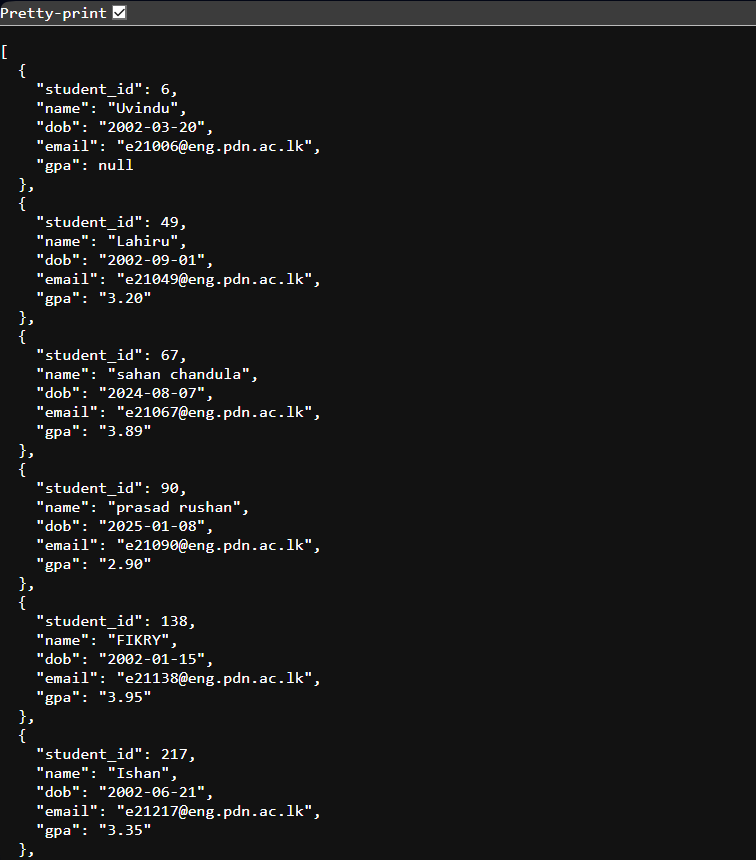 Pretty-print
[
  {
    "student_id": 6,
    "name": "Uvindu",
    "dob": "2002-03-20",
    "email": "e21006@eng.pdn.ac.lk",
    "gpa": null
  },
  {
    "student_id": 49,
    "name": "Lahiru",
    "dob": "2002-09-01",
    "email": "e21049@eng.pdn.ac.lk",
    "gpa": "3.20"
  },
  {
    "student_id": 67,
    "name": "sahan chandula",
    "dob": "2024-08-07",
    "email": "e21067@eng.pdn.ac.lk",
    "gpa": "3.89"
  },
  {
    "student_id": 90,
    "name": "prasad rushan",
    "dob": "2025-01-08",
    "email": "e21090@eng.pdn.ac.lk",
    "gpa": "2.90"
  },
  {
    "student_id": 138,
    "name": "FIKRY",
    "dob": "2002-01-15",
    "email": "e21138@eng.pdn.ac.lk",
    "gpa": "3.95"
  },
  {
    "student_id": 217,
    "name": "Ishan",
    "dob": "2002-06-21",
    "email": "e21217@eng.pdn.ac.lk",
    "gpa": "3.35"
  },